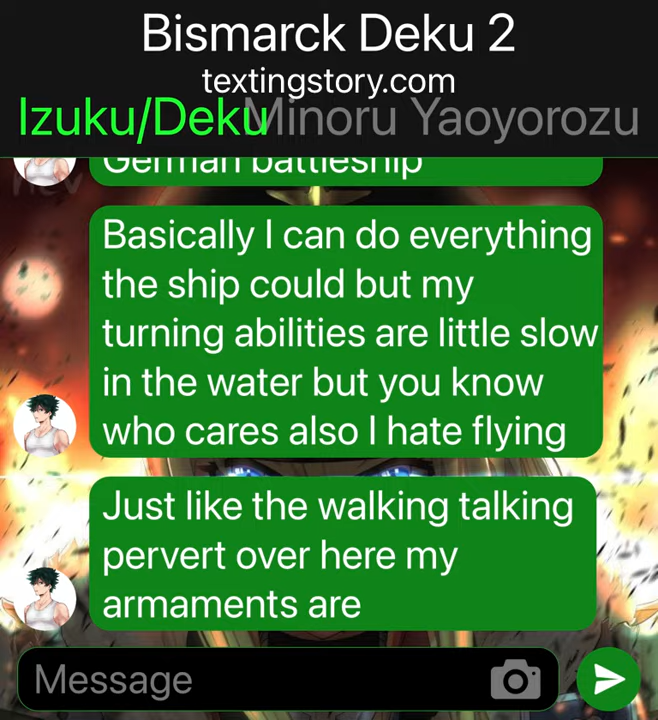 Bismarck Deku 2
textingstory.com
Izuku/Deku Minoru Yaoyorozu
German battleship
Basically I can do everything
the ship could but my
turning abilities are little slow
in the water but you know
who cares also I hate flying
Just like the walking talking
pervert over here my
armaments are
Message